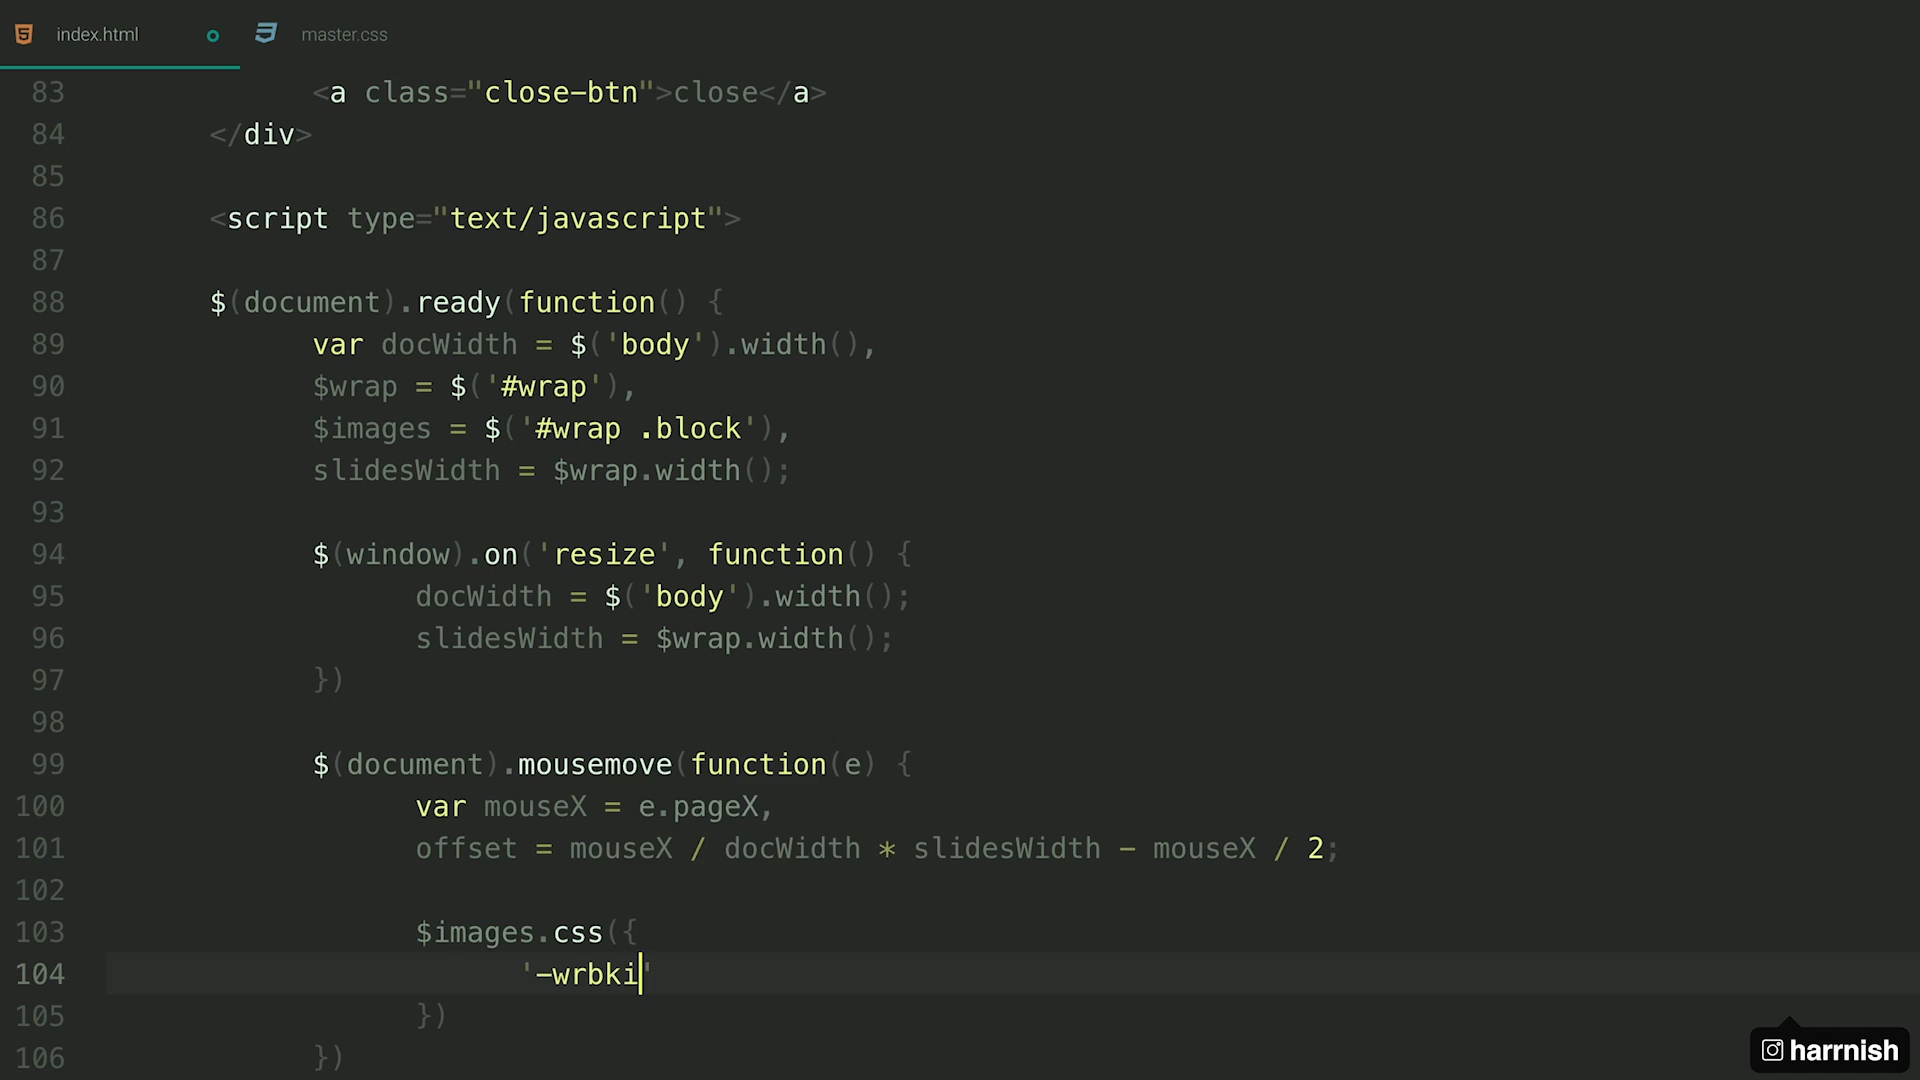 index.html
master.css
83 <a class="close-btn">close</a>
84 </div>
85
86 <script type="text/javascript">
87
88 $(document).ready(function() {
89 var docWidth = $('body').width(),
90 $wrap = $('#wrap'),
91 $images = $('#wrap .block'),
92 slidesWidth = $wrap.width();
93
94 $(window).on('resize', function() {
95 docWidth = $('body').width();
96 slidesWidth = $wrap.width();
97 })
98
99 $(document).mousemove(function(e) {
100 var mouseX = e.pageX,
101 offset = mouseX / docWidth * slidesWidth - mouseX / 2;
102
103 $images.css({
104 '-wrbki'
105 })
106 })
harrnish